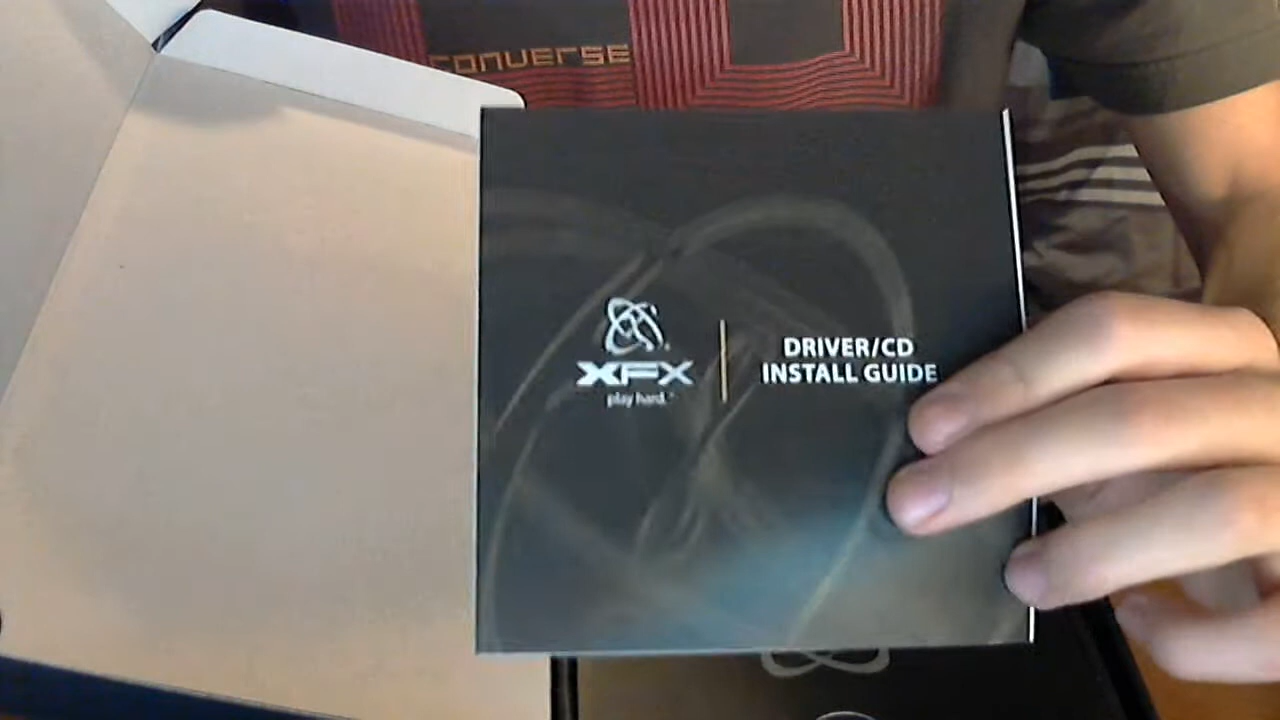 CONVERSE
XFX
play hard.
DRIVER/CD
INSTALL GUIDE